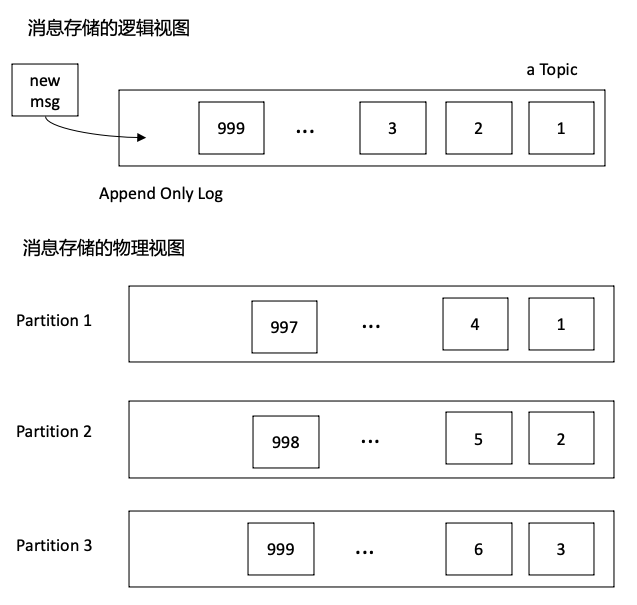 消息存储的逻辑视图
new
msg
a Topic
999 ... 3 2 1
Append Only Log
消息存储的物理视图
Partition 1
997 ... 4 1
Partition 2
998 ... 5 2
Partition 3
999 ... 6 3